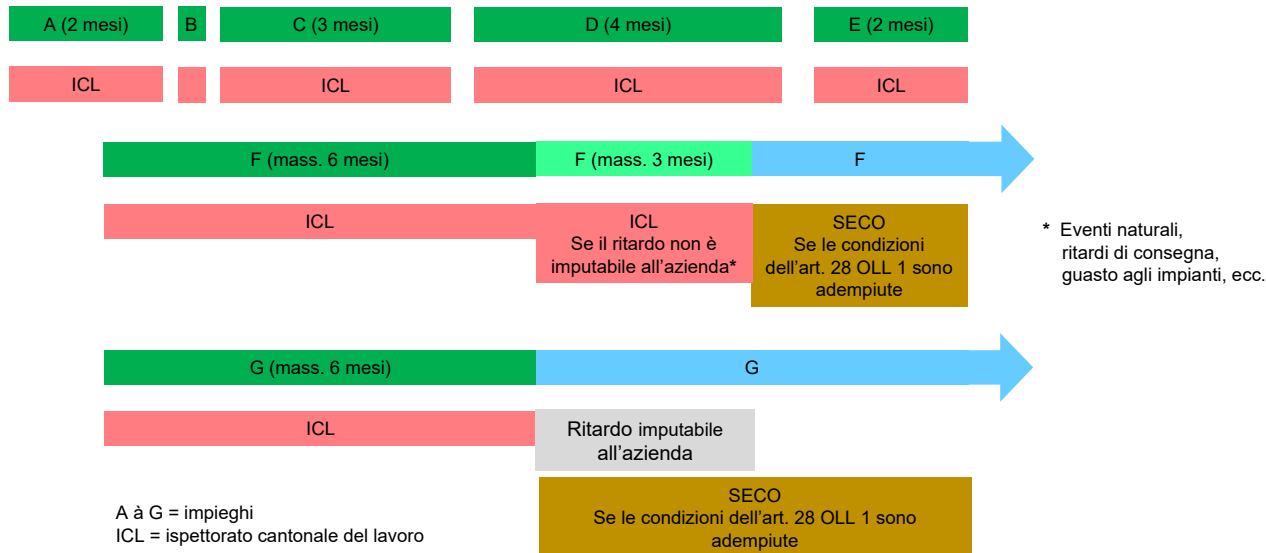 A (2 mesi)
B
C (3 mesi)
D (4 mesi)
E (2 mesi)
ICL
ICL
ICL
ICL
F (mass. 6 mesi)
F (mass. 3 mesi)
F
ICL
ICL
Se il ritardo non è
imputabile all'azienda*
SECO
Se le condizioni
dell'art. 28 OLL 1 sono
adempiute
* Eventi naturali,
ritardi di consegna,
guasto agli impianti, ecc.
G (mass. 6 mesi)
G
ICL
Ritardo imputabile
all'azienda
SECO
Se le condizioni dell'art. 28 OLL 1 sono
adempiute
A à G = impieghi
ICL = ispettorato cantonale del lavoro